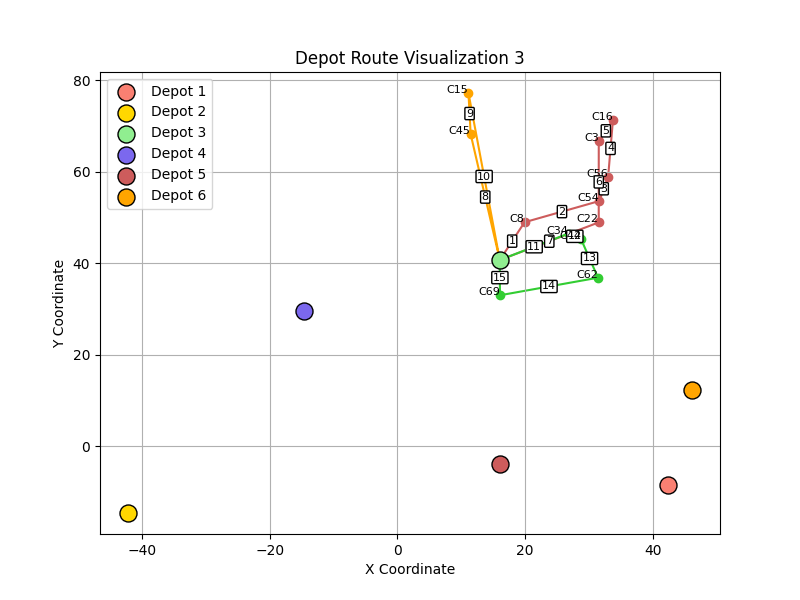 Depot Route Visualization 3
Depot 1
Depot 2
Depot 3
Depot 4
Depot 5
Depot 6
Y Coordinate
80
60
40
20
0
−40
−20
0
20
40
X Coordinate
C15
9
C45
10
8
C16
5
C3
4
C56
6
3
C54
2
C8
C22
1
C34
7
11
12
13
15
C62
14
C69